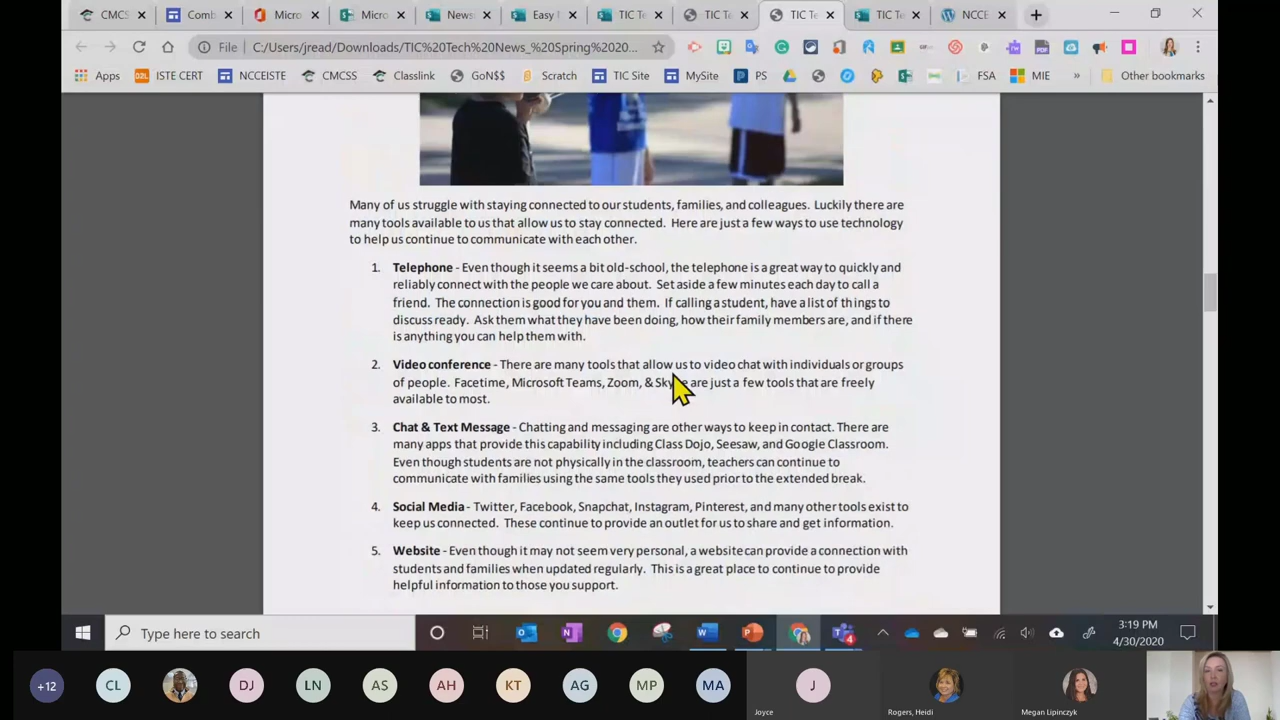 CMCS
Comb
Micro
Micro
News
Easy
TIC Te
TIC Te
TIC Te
TIC Te
NCCE
File
C:/Users/jread/Downloads/TIC%20Tech%20News_%20Spring%2020...
Apps
ISTE CERT
NCCEISTE
CMCSS
Classlink
GoN$$
Scratch
TIC Site
MySite
PS
FSA
MIE
»
Other bookmarks
Many of us struggle with staying connected to our students, families, and colleagues. Luckily there are
many tools available to us that allow us to stay connected. Here are just a few ways to use technology
to help us continue to communicate with each other.
1. Telephone - Even though it seems a bit old-school, the telephone is a great way to quickly and
reliably connect with the people we care about. Set aside a few minutes each day to call a
friend. The connection is good for you and them. If calling a student, have a list of things to
discuss ready. Ask them what they have been doing, how their family members are, and if there
is anything you can help them with.
2. Video conference - There are many tools that allow us to video chat with individuals or groups
of people. Facetime, Microsoft Teams, Zoom, & Skype are just a few tools that are freely
available to most.
3. Chat & Text Message - Chatting and messaging are other ways to keep in contact. There are
many apps that provide this capability including Class Dojo, Seesaw, and Google Classroom.
Even though students are not physically in the classroom, teachers can continue to
communicate with families using the same tools they used prior to the extended break.
4. Social Media - Twitter, Facebook, Snapchat, Instagram, Pinterest, and many other tools exist to
keep us connected. These continue to provide an outlet for us to share and get information.
5. Website - Even though it may not seem very personal, a website can provide a connection with
students and families when updated regularly. This is a great place to continue to provide
helpful information to those you support.
Type here to search
3:19 PM
4/30/2020
+12
CL
DJ
LN
AS
AH
KT
AG
MP
MA
J
Joyce
Rogers, Heidi
Megan Lipinczyk